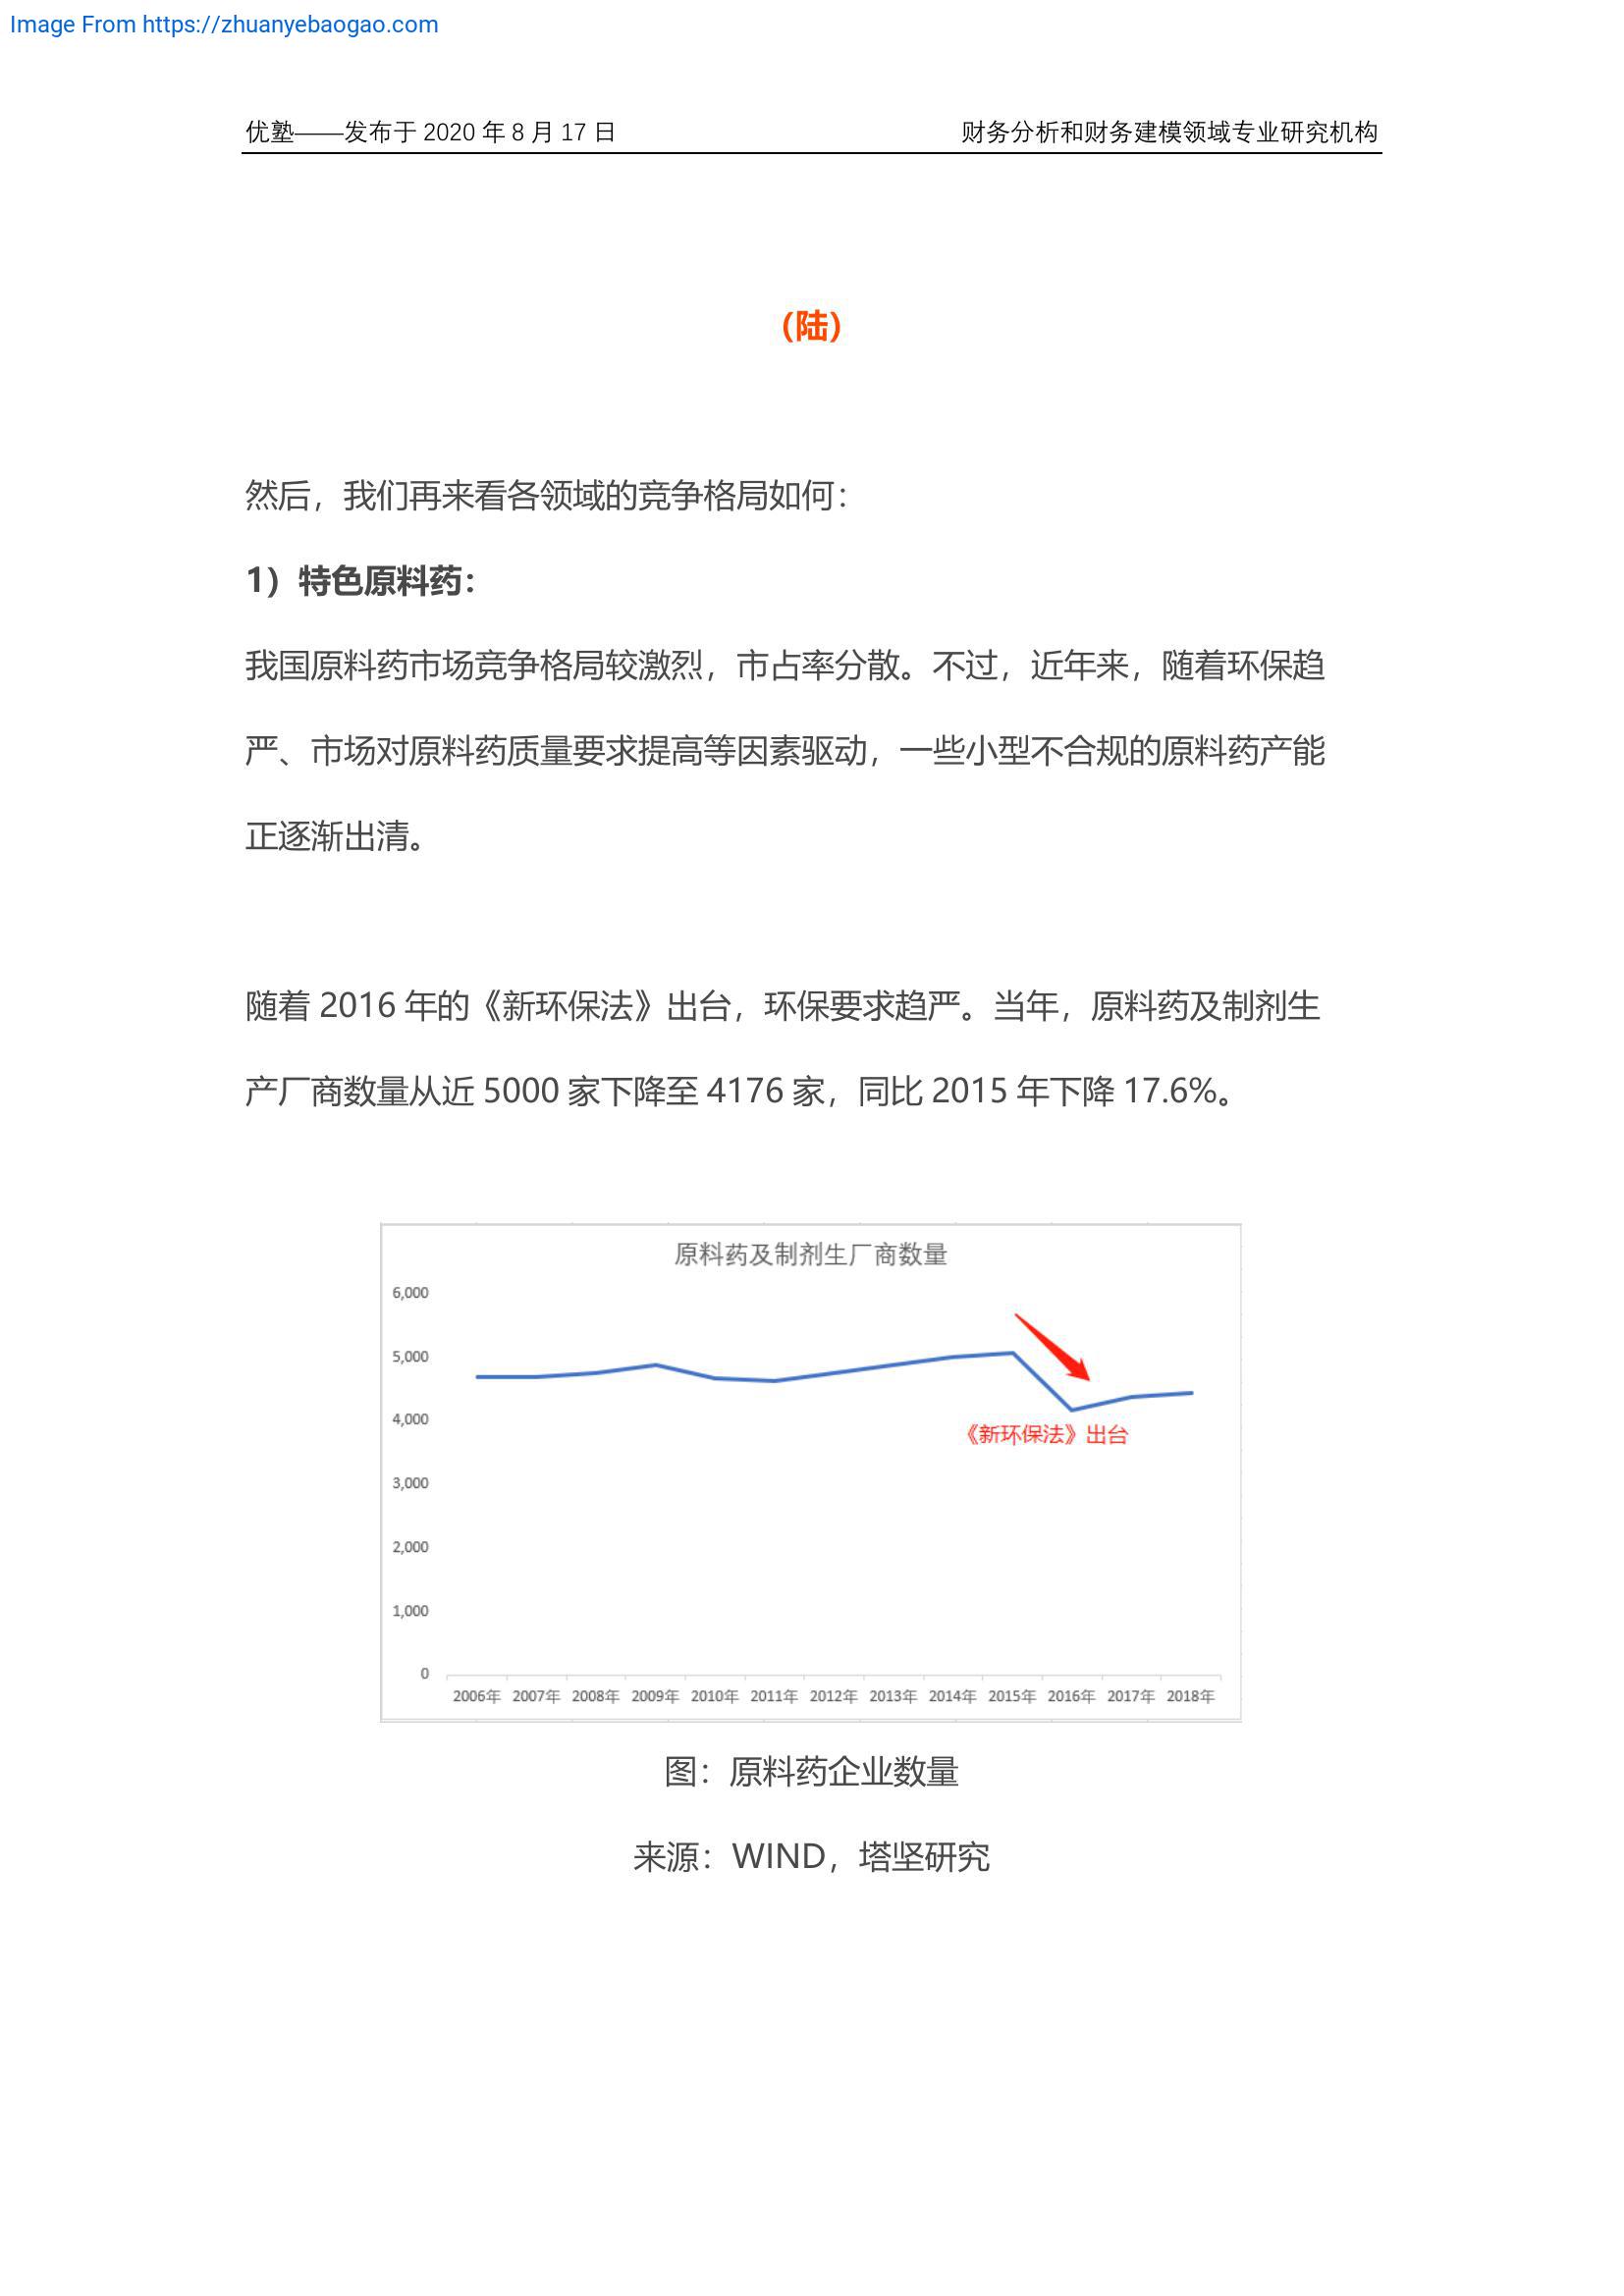 Image From https://zhuanyebaogao.com
优塾——发布于 2020 年 8 月 17 日 财务分析和财务建模领域专业研究机构
(陆)
然后，我们再来看各领域的竞争格局如何：
1）特色原料药：
我国原料药市场竞争格局较激烈，市占率分散。不过，近年来，随着环保趋
严、市场对原料药质量要求提高等因素驱动，一些小型不合规的原料药产能
正逐渐出清。
随着 2016 年的《新环保法》出台，环保要求趋严。当年，原料药及制剂生
产厂商数量从近 5000 家下降至 4176 家，同比 2015 年下降 17.6%。
原料药及制剂生厂商数量
6,000
5,000
4,000
3,000
2,000
1,000
0
《新环保法》出台
2006年 2007年 2008年 2009年 2010年 2011年 2012年 2013年 2014年 2015年 2016年 2017年 2018年
图：原料药企业数量
来源：WIND，塔坚研究